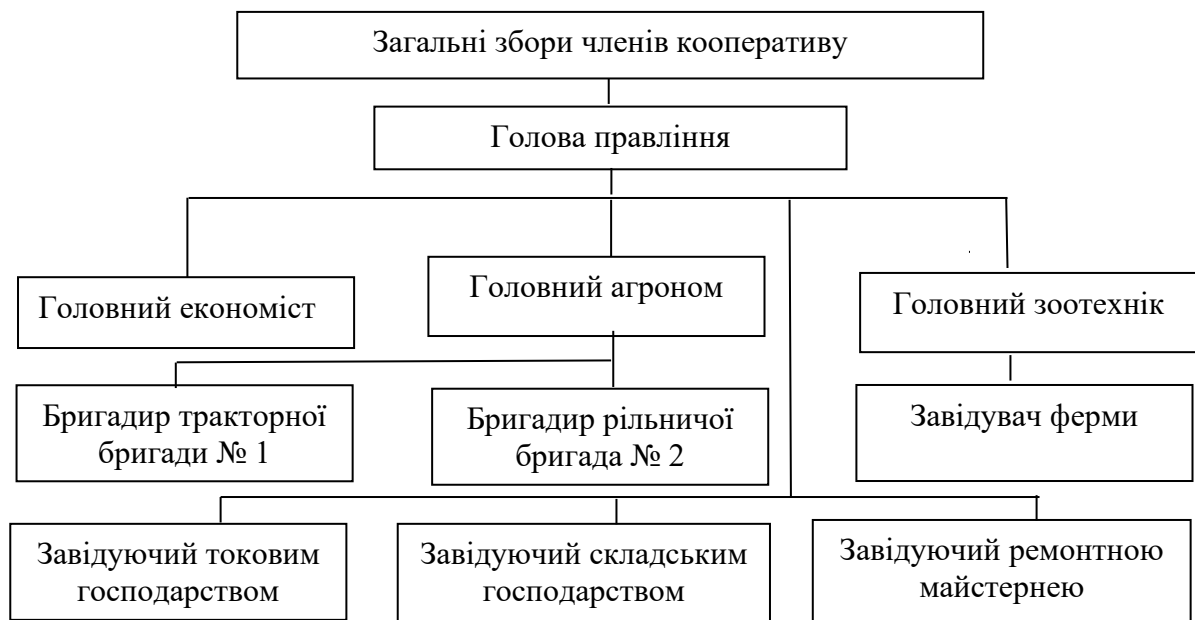 Загальні збори членів кооперативу
Голова правління
Головний економіст
Головний агроном
Головний зоотехнік
Бригадир тракторної
бригади № 1
Бригадир рільничої
бригада № 2
Завідувач ферми
Завідуючий токовим
господарством
Завідуючий складським
господарством
Завідуючий ремонтною
майстернею